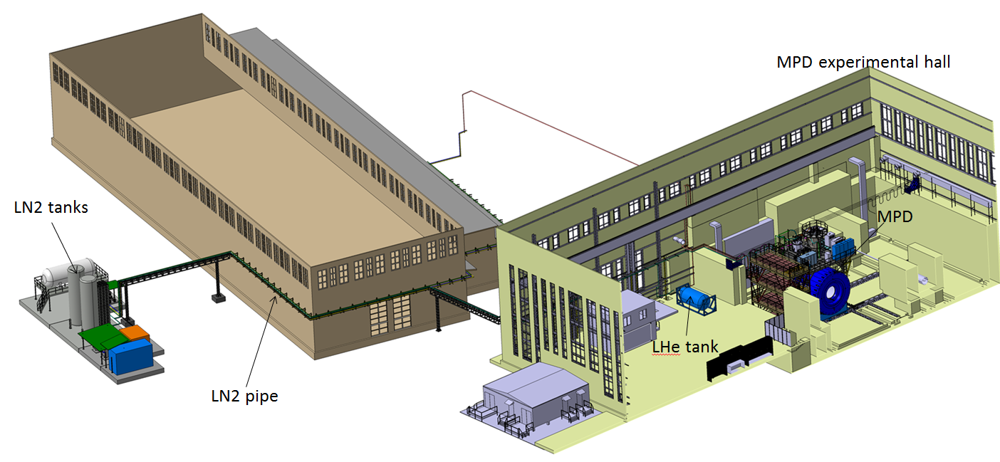 MPD experimental hall
LN2 tanks
MPD
LHe tank
LN2 pipe